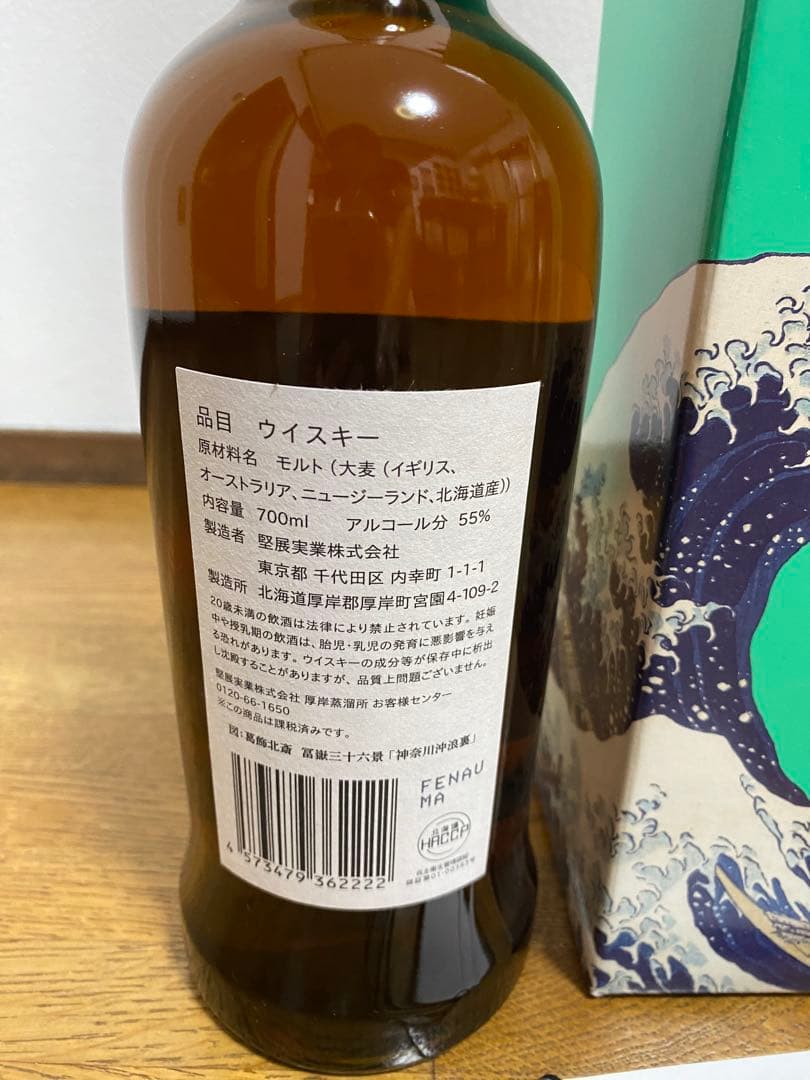 品目 ウイスキー
原材料名 モルト（大麦（イギリス、
オーストラリア、ニュージーランド、北海道産））
内容量 700ml アルコール分 55%
製造者 堅展実業株式会社
東京都 千代田区 内幸町 1-1-1
製造所 北海道厚岸郡厚岸町宮園4-109-2
20歳未満の飲酒は法律により禁止されています。妊娠
中や授乳期の飲酒は、胎児・乳児の発育に悪影響を与え
る恐れがあります。ウイスキーの成分等が保存中に析出
し沈殿することがありますが、品質上問題ございません。
堅展実業株式会社 厚岸蒸溜所 お客様センター
0120-66-1650
※この商品は課税済みです。
図：葛飾北斎 冨嶽三十六景「神奈川沖浪裏」
FENAU
MA
北海道
HACCP
4 573479 362222